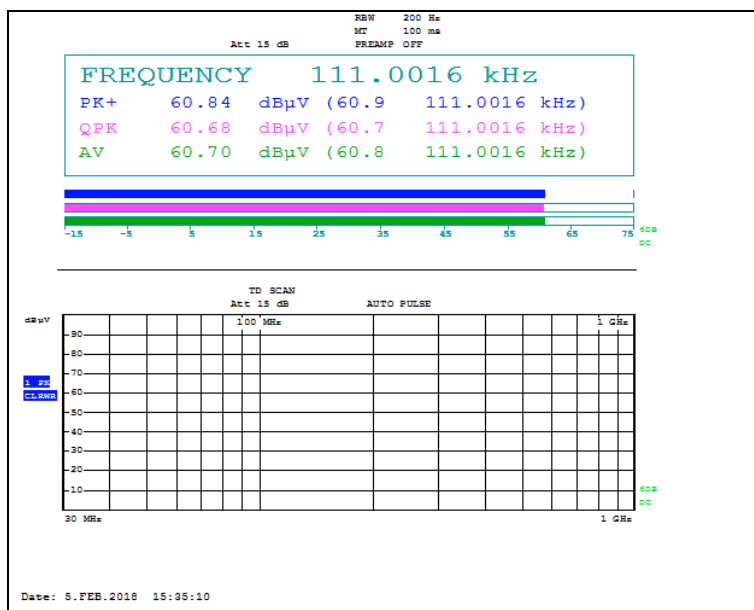 RBW 200 Hz
MT 100 ms
Att 15 dB PREAMP OFF
FREQUENCY 111.0016 kHz
PK+ 60.84 dBµV (60.9 111.0016 kHz)
QPK 60.68 dBµV (60.7 111.0016 kHz)
AV 60.70 dBµV (60.8 111.0016 kHz)
-15 -5 5 15 25 35 45 55 65 75
6DB
DC
TD SCAN
Att 15 dB AUTO PULSE
dBµV 100 MHz 1 GHz
90
80
70
1 PK
60
CLRWR
50
40
30
20
10
6DB
DC
30 MHz 1 GHz
Date: 5.FEB.2018 15:35:10